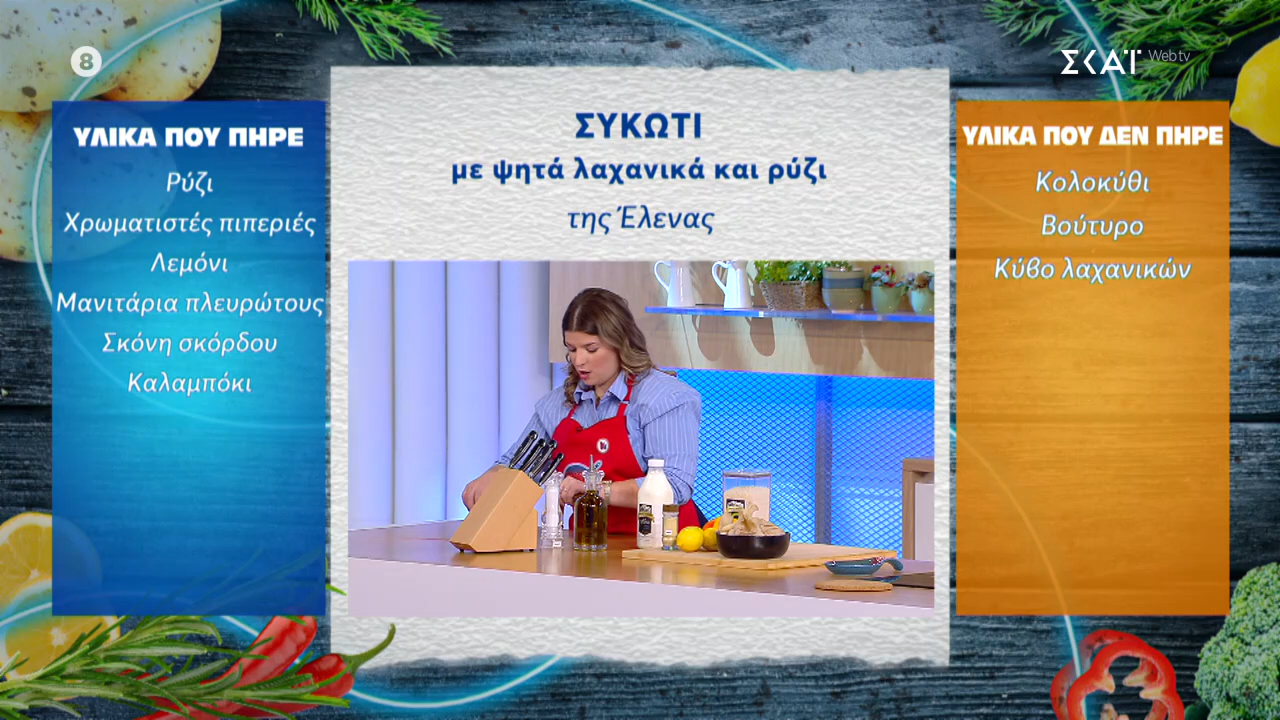 8
ΣΚΑΪ Webtv
ΥΛΙΚΑ ΠΟΥ ΠΗΡΕ
Ρύζι
Χρωματιστές πιπεριές
Λεμόνι
Μανιτάρια πλευρώτους
Σκόνη σκόρδου
Καλαμπόκι
ΣΥΚΩΤΙ
με ψητά λαχανικά και ρύζι
της Έλενας
ΥΛΙΚΑ ΠΟΥ ΔΕΝ ΠΗΡΕ
Κολοκύθι
Βούτυρο
Κύβο λαχανικών